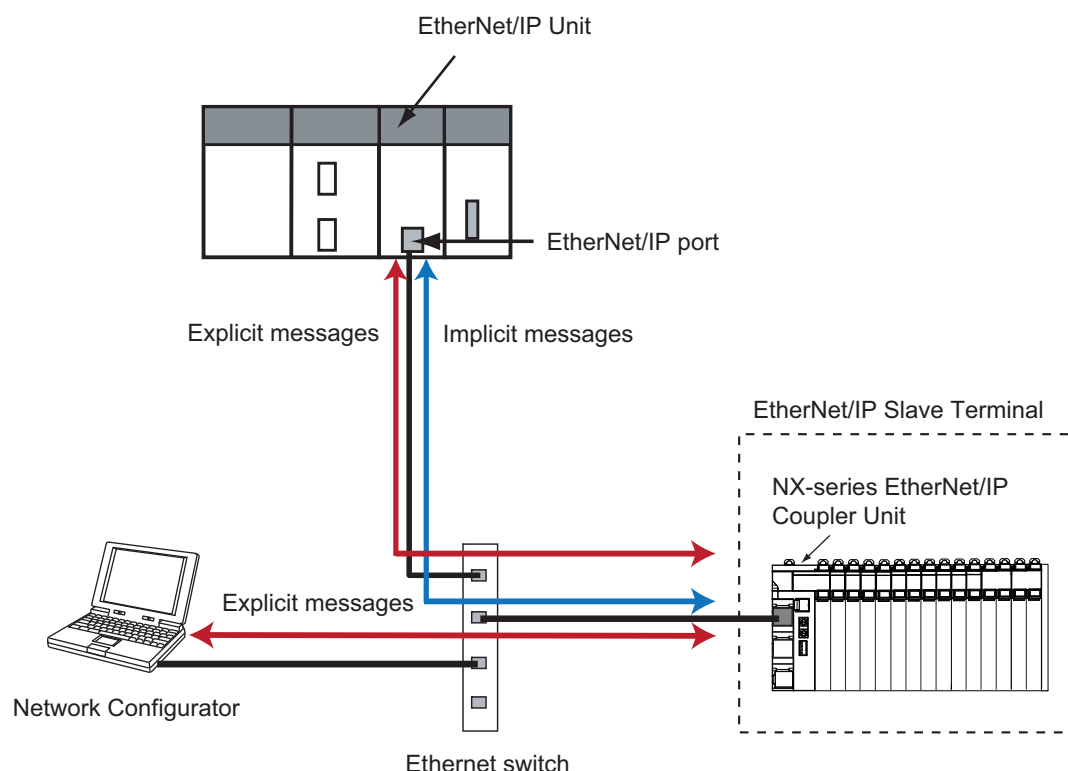 EtherNet/IP Unit
EtherNet/IP port
Explicit messages
Implicit messages
EtherNet/IP Slave Terminal
NX-series EtherNet/IP
Coupler Unit
Explicit messages
Network Configurator
Ethernet switch